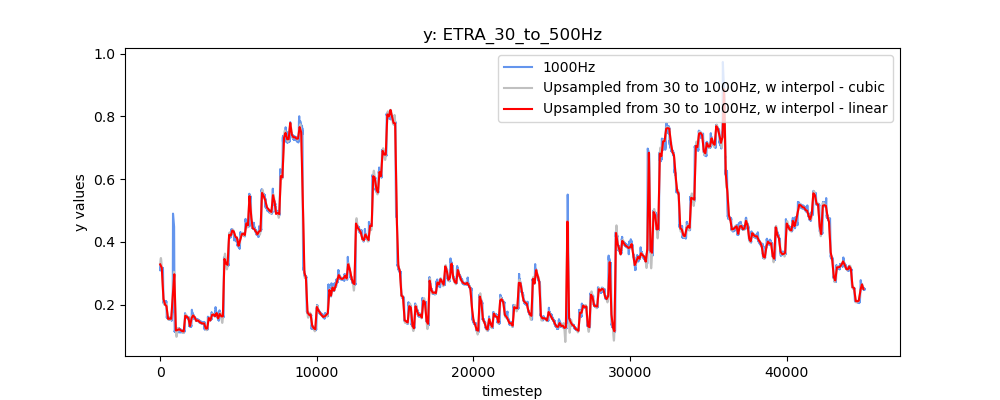 y: ETRA_30_to_500Hz
1.0
0.8
0.6
0.4
0.2
y values
1000Hz
Upsampled from 30 to 1000Hz, w interpol - cubic
Upsampled from 30 to 1000Hz, w interpol - linear
0
10000
20000
30000
40000
timestep